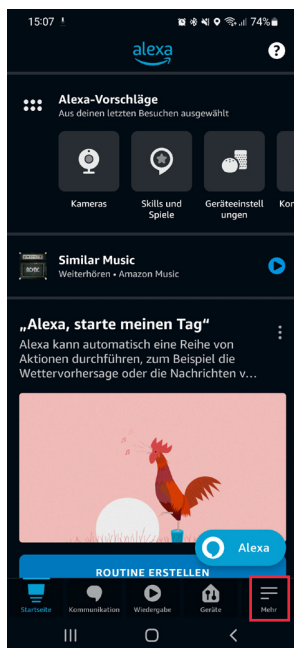 15:07
74%
alexa
?
Alexa-Vorschläge
Aus deinen letzten Besuchen ausgewählt
Kameras
Skills und
Spiele
Geräteeinstell
ungen
Kor
Similar Music
Weiterhören • Amazon Music
„Alexa, starte meinen Tag“
Alexa kann automatisch eine Reihe von
Aktionen durchführen, zum Beispiel die
Wettervorhersage oder die Nachrichten v...
Alexa
ROUTINE ERSTELLEN
Startseite
Kommunikation
Wiedergabe
Geräte
Mehr